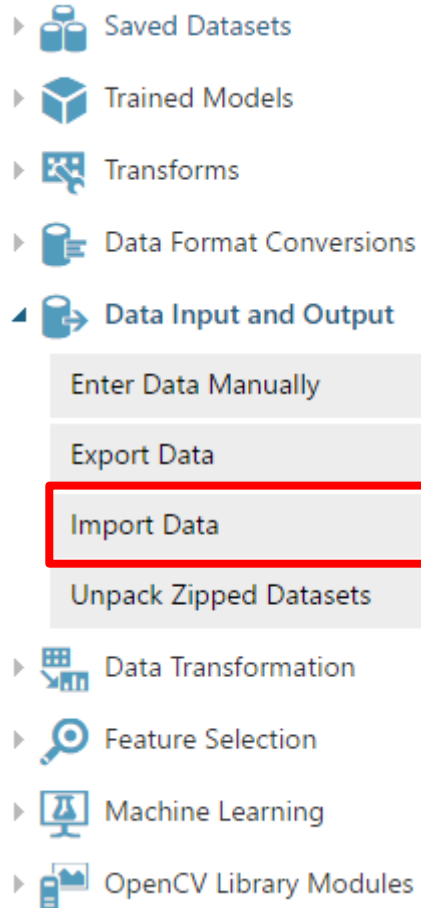 Saved Datasets
Trained Models
Transforms
Data Format Conversions
Data Input and Output
Enter Data Manually
Export Data
Import Data
Unpack Zipped Datasets
Data Transformation
Feature Selection
Machine Learning
OpenCV Library Modules